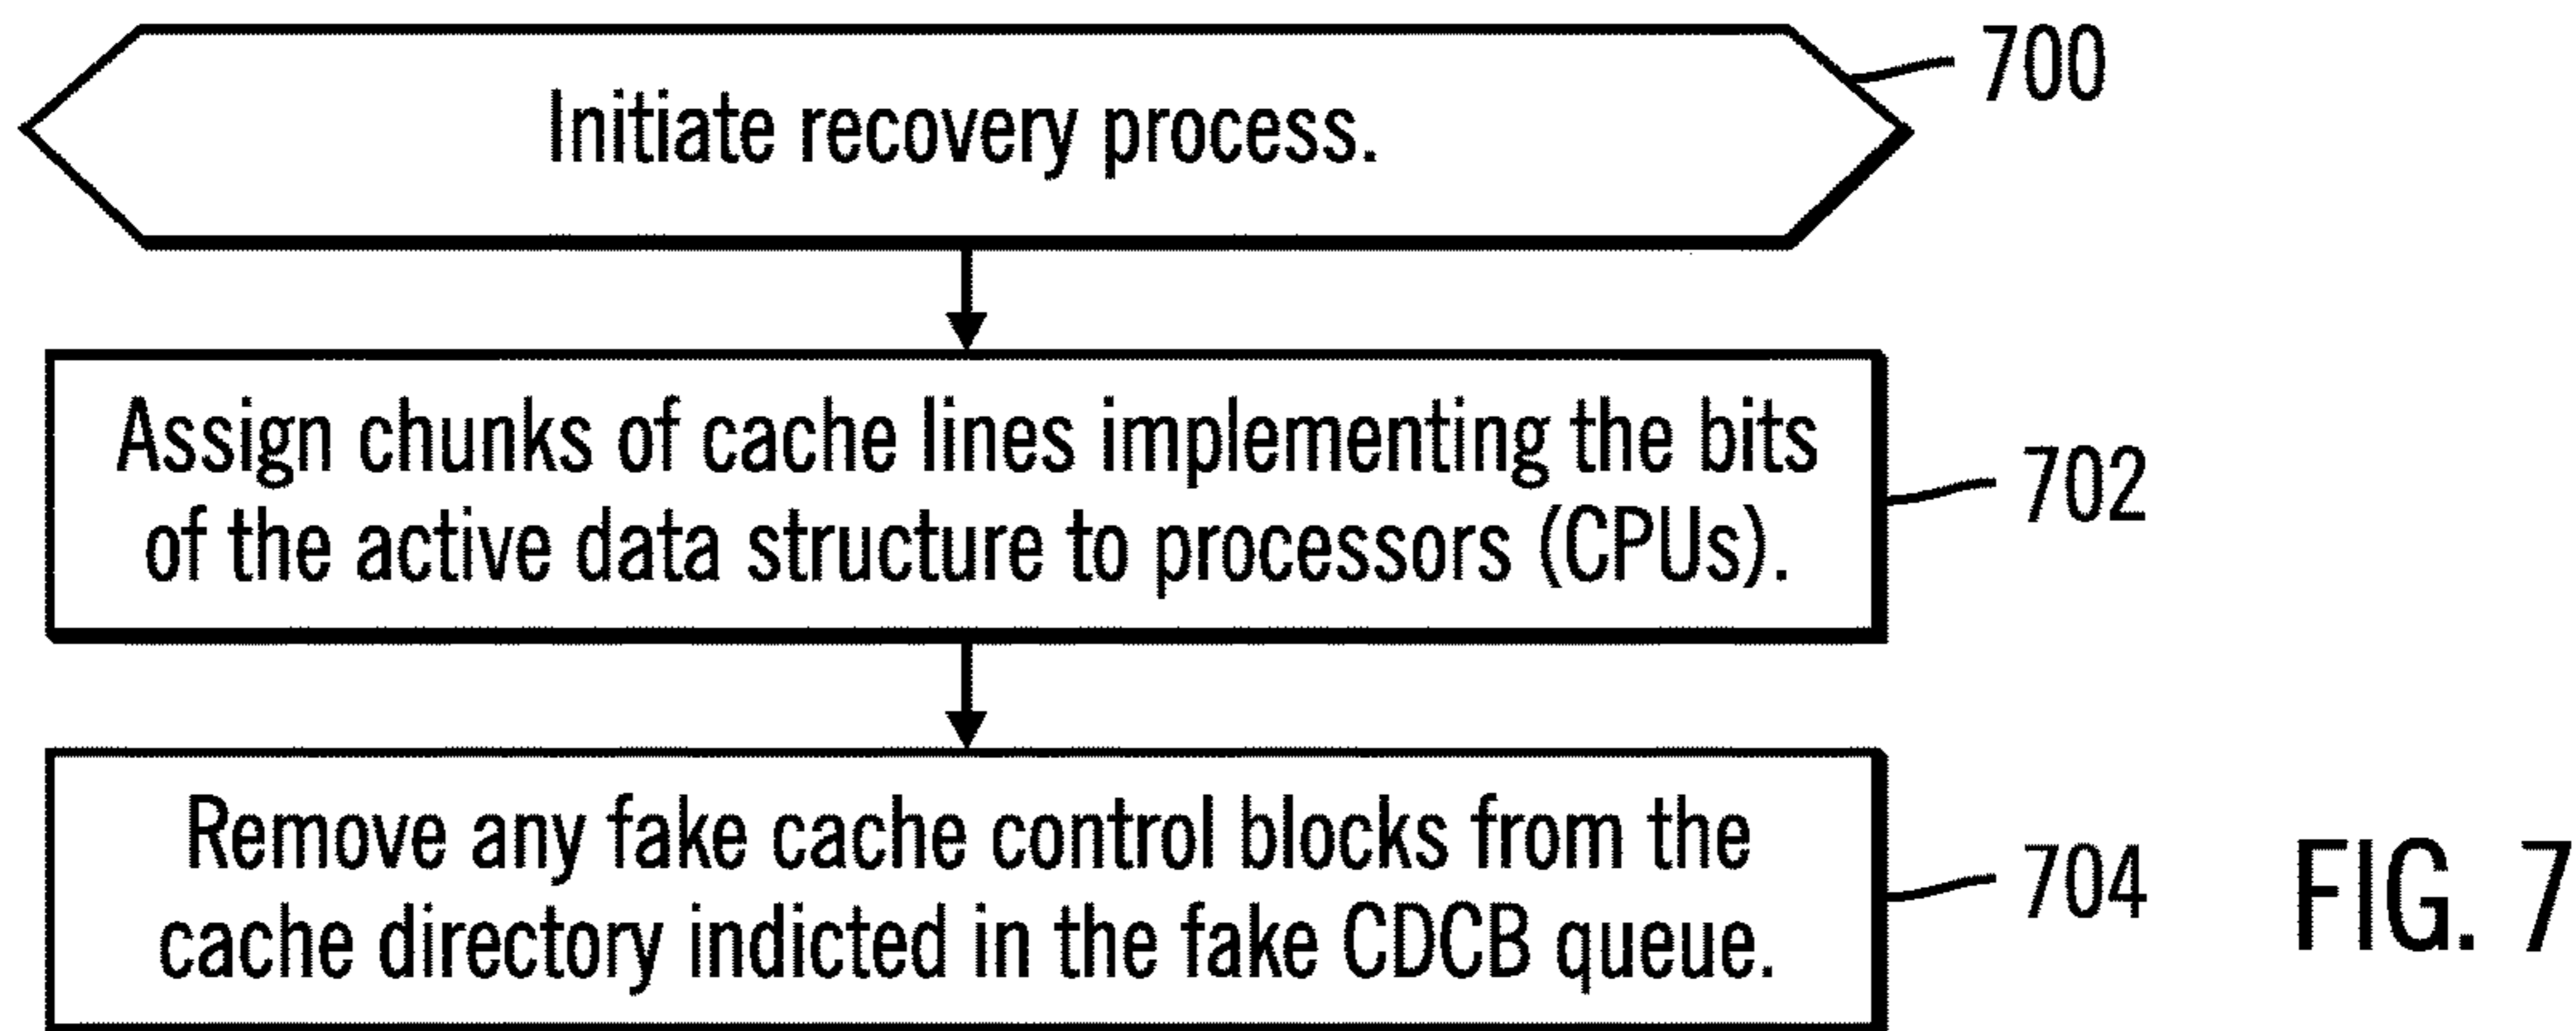 Initiate recovery process.
700
Assign chunks of cache lines implementing the bits
of the active data structure to processors (CPUs).
702
Remove any fake cache control blocks from the
cache directory indicted in the fake CDCB queue.
704
FIG. 7